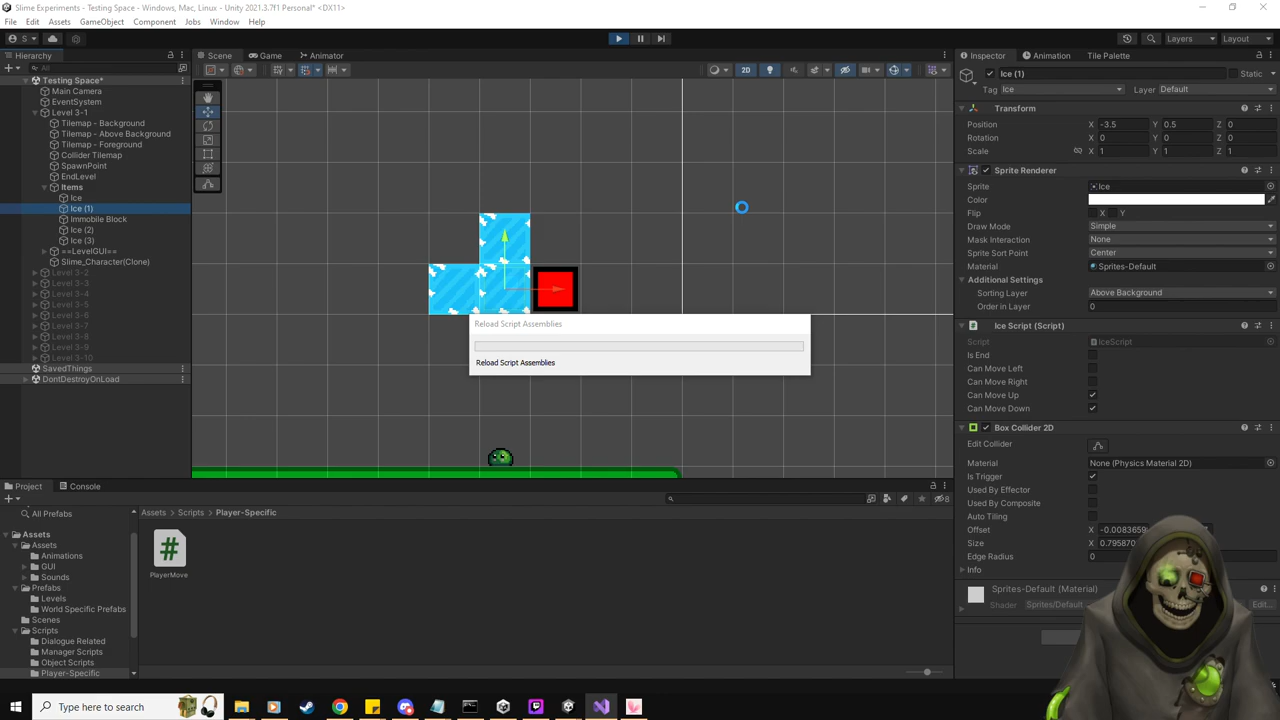 Slime Experiments - Testing Space - Windows, Mac, Linux - Unity 2021.3.7f1 Personal* <DX11>
File Edit Assets GameObject Component Jobs Window Help
S Layers Layout
Hierarchy
All
Testing Space*
Main Camera
EventSystem
Level 3-1
Tilemap - Background
Tilemap - Above Background
Tilemap - Foreground
Collider Tilemap
SpawnPoint
EndLevel
Items
Ice
Ice (1)
Immobile Block
Ice (2)
Ice (3)
==LevelGUI==
Slime_Character(Clone)
Level 3-2
Level 3-3
Level 3-4
Level 3-5
Level 3-6
Level 3-7
Level 3-8
Level 3-9
Level 3-10
SavedThings
DontDestroyOnLoad
Scene Game Animator
2D
Reload Script Assemblies
Reload Script Assemblies
Inspector Animation Tile Palette
Ice (1) Static
Tag Ice Layer Default
Transform
Position X -3.5 Y 0.5 Z 0
Rotation X 0 Y 0 Z 0
Scale X 1 Y 1 Z 1
Sprite Renderer
Sprite Ice
Color
Flip X Y
Draw Mode Simple
Mask Interaction None
Sprite Sort Point Center
Material Sprites-Default
Additional Settings
Sorting Layer Above Background
Order in Layer 0
Ice Script (Script)
Script IceScript
Is End
Can Move Left
Can Move Right
Can Move Up
Can Move Down
Box Collider 2D
Edit Collider
Material None (Physics Material 2D)
Is Trigger
Used By Effector
Used By Composite
Auto Tiling
Offset X -0.0083659
Size X 0.795870
Edge Radius 0
Info
Sprites-Default (Material)
Shader Sprites/Default Edit...
Project Console
8
All Prefabs
Assets
Assets
Animations
GUI
Sounds
Prefabs
Levels
World Specific Prefabs
Scenes
Scripts
Dialogue Related
Manager Scripts
Object Scripts
Player-Specific
Assets > Scripts > Player-Specific
#
PlayerMove
Type here to search